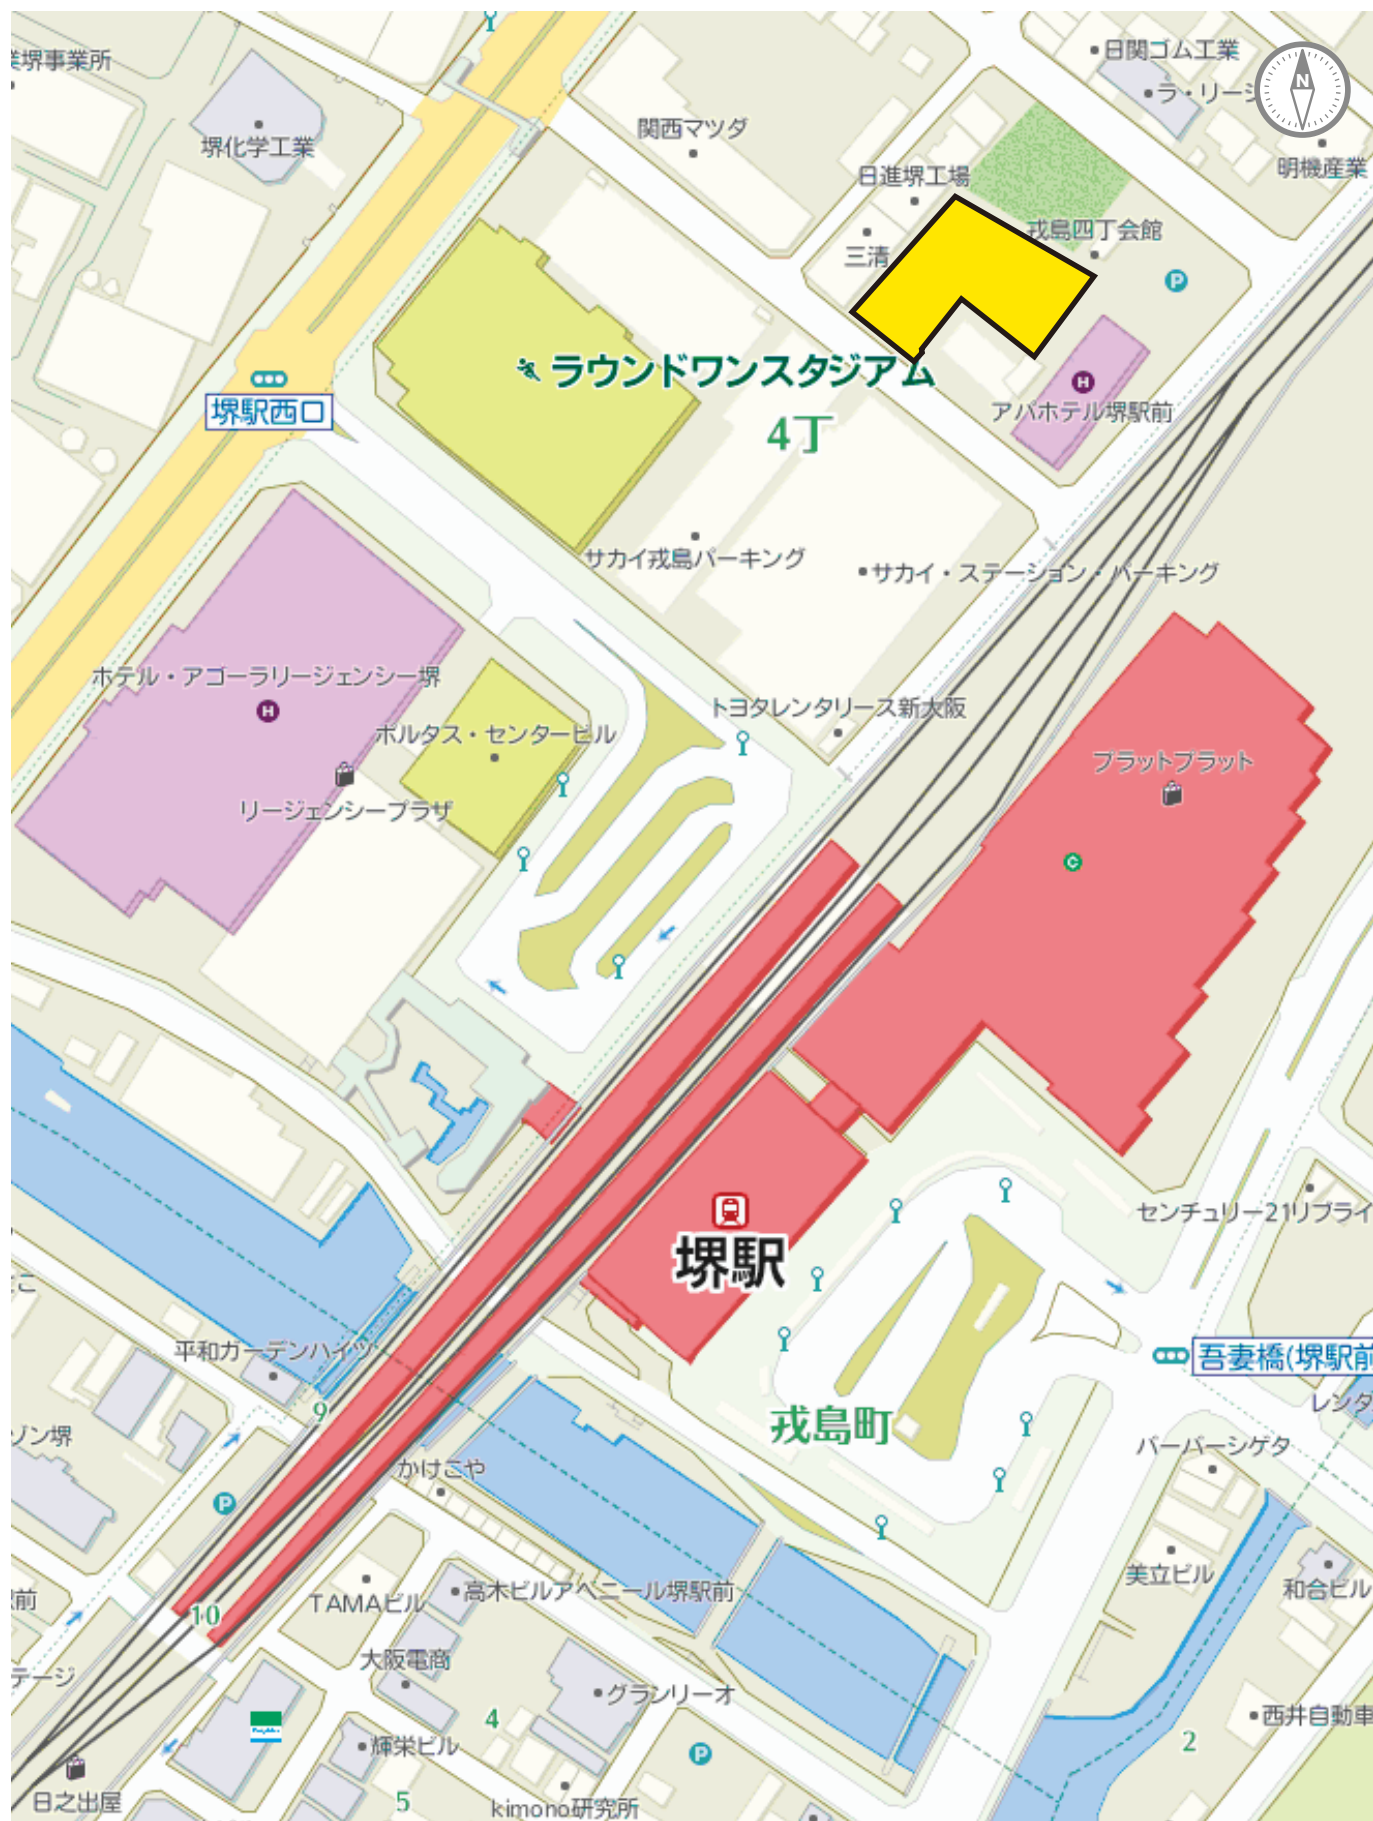 日関ゴム工業
業堺事業所
ラ・リージ
N
関西マツダ
堺化学工業
明機産業
日進堺工場
戎島四丁会館
三清
P
ラウンドワンスタジアム
H
堺駅西口
アパホテル堺駅前
4丁
サカイ戎島パーキング
サカイ・ステーション・パーキング
ホテル・アゴーラリージェンシー堺
H
トヨタレンタリース新大阪
ポルタス・センタービル
プラットプラット
リージェンシープラザ
C
センチュリー21リブライ
堺駅
平和ガーデンハイツ
吾妻橋(堺駅前
レンタ
9
戎島町
ゾン堺
バーバーシゲタ
かけこや
P
美立ビル
和合ビル
高木ビルアベニール堺駅前
TAMAビル
前
10
大阪電商
テージ
グランリーオ
4
西井自動車
輝栄ビル
2
P
日之出屋
5
kimono研究所